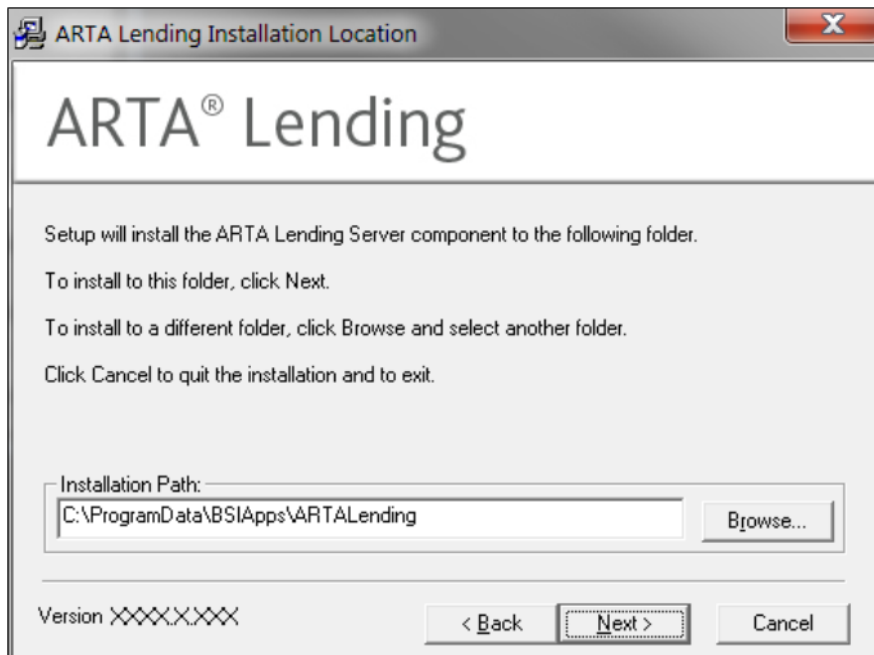 ARTA Lending Installation Location
ARTA® Lending
Setup will install the ARTA Lending Server component to the following folder.
To install to this folder, click Next.
To install to a different folder, click Browse and select another folder.
Click Cancel to quit the installation and to exit.
Installation Path:
C:\ProgramData\BSIApps\ARTALending
Browse...
Version XXXX.X.XXX
< Back
Next >
Cancel